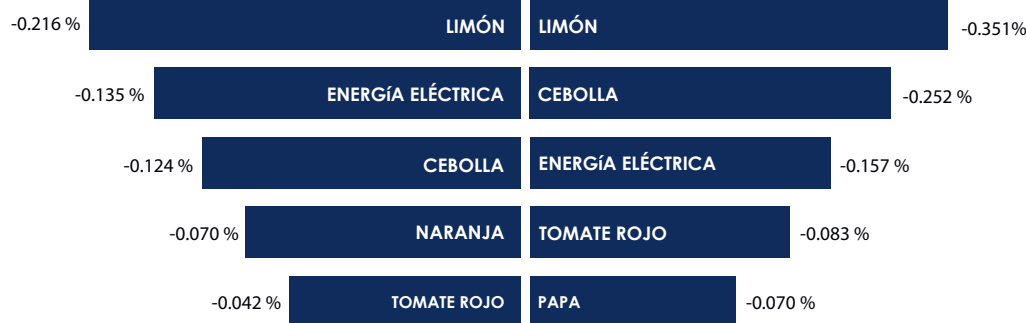 -0.216 % LIMÓN LIMÓN -0.351%
-0.135 % ENERGíA ELÉCTRICA CEBOLLA -0.252 %
-0.124 % CEBOLLA ENERGíA ELÉCTRICA -0.157 %
-0.070 % NARANJA TOMATE ROJO -0.083 %
-0.042 % TOMATE ROJO PAPA -0.070 %